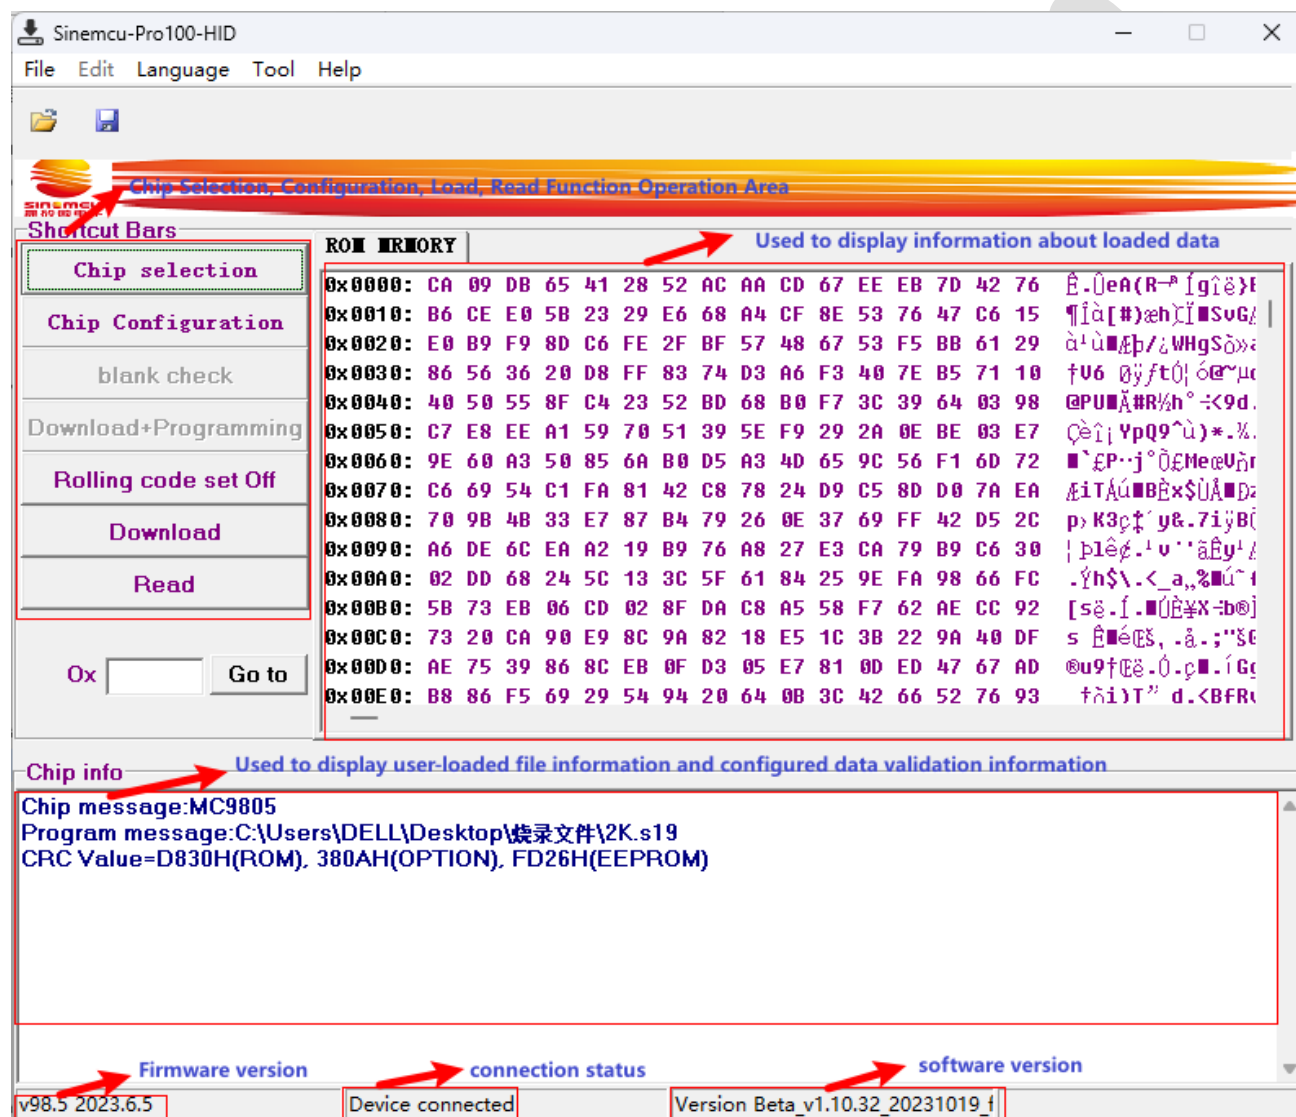 Sinemcu-Pro100-HID
File Edit Language Tool Help
Chip Selection, Configuration, Load, Read Function Operation Area
sinomcu
Shortcut Bars
Chip selection
Chip Configuration
blank check
Download+Programming
Rolling code set Off
Download
Read
Ox
Go to
ROM MRMORY
Used to display information about loaded data
0x0000: CA 09 DB 65 41 28 52 AC AA CD 67 EE EB 7D 42 76
0x0010: B6 CE E0 5B 23 29 E6 68 A4 CF 8E 53 76 47 C6 15
0x0020: E0 B9 F9 8D C6 FE 2F BF 57 48 67 53 F5 BB 61 29
0x0030: 86 56 36 20 D8 FF 83 74 D3 A6 F3 40 7E B5 71 10
0x0040: 40 50 55 8F C4 23 52 BD 68 B0 F7 3C 39 64 03 98
0x0050: C7 E8 EE A1 59 70 51 39 5E F9 29 2A 0E BE 03 E7
0x0060: 9E 60 A3 50 85 6A B0 D5 A3 4D 65 9C 56 F1 6D 72
0x0070: C6 69 54 C1 FA 81 42 C8 78 24 D9 C5 8D D0 7A EA
0x0080: 70 9B 4B 33 E7 87 B4 79 26 0E 37 69 FF 42 D5 2C
0x0090: A6 DE 6C EA A2 19 B9 76 A8 27 E3 CA 79 B9 C6 30
0x00A0: 02 DD 68 24 5C 13 3C 5F 61 84 25 9E FA 98 66 FC
0x00B0: 5B 73 EB 06 CD 02 8F DA C8 A5 58 F7 62 AE CC 92
0x00C0: 73 20 CA 90 E9 8C 9A 82 18 E5 1C 3B 22 9A 40 DF
0x00D0: AE 75 39 86 8C EB 0F D3 05 E7 81 0D ED 47 67 AD
0x00E0: B8 86 F5 69 29 54 94 20 64 0B 3C 42 66 52 76 93
Chip info
Used to display user-loaded file information and configured data validation information
Chip message:MC9805
Program message:C:\Users\DELL\Desktop\烧录文件\2K.s19
CRC Value=D830H(ROM), 380AH(OPTION), FD26H(EEPROM)
Firmware version
connection status
software version
v98.5 2023.6.5
Device connected
Version Beta_v1.10.32_20231019_f